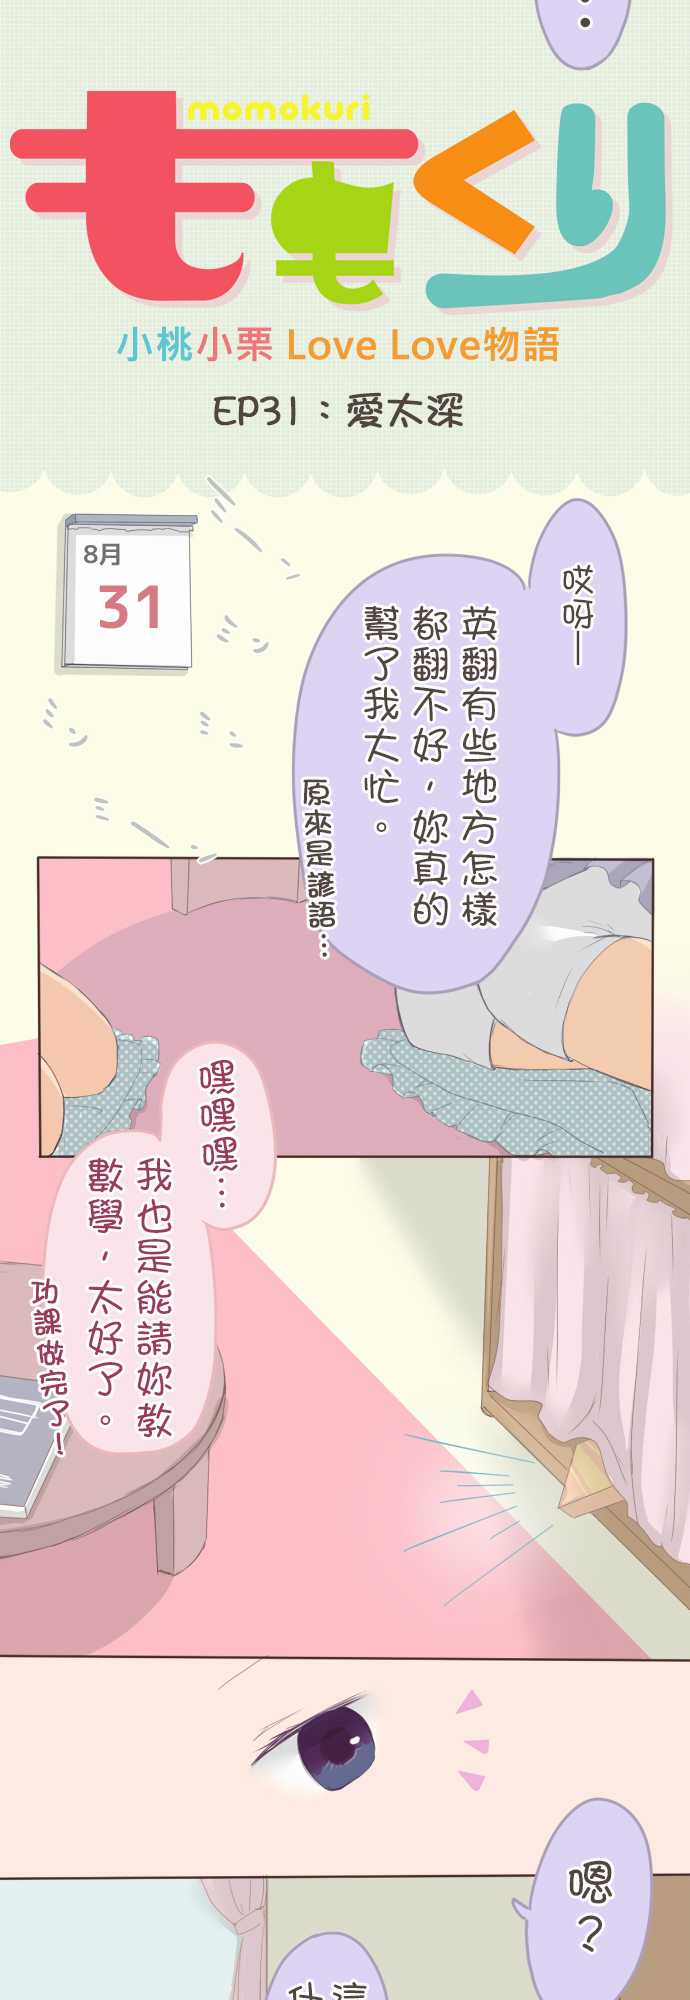 momokuri
ももくり
小桃小栗 Love Love物語
EP31：愛太深
8月
31
哎呀—
英翻有些地方怎樣
都翻不好，妳真的
幫了我大忙。
原來是諺語…
嘿嘿嘿…
我也是能請妳教
數學，太好了。
功課做完了！
嗯？
這
什